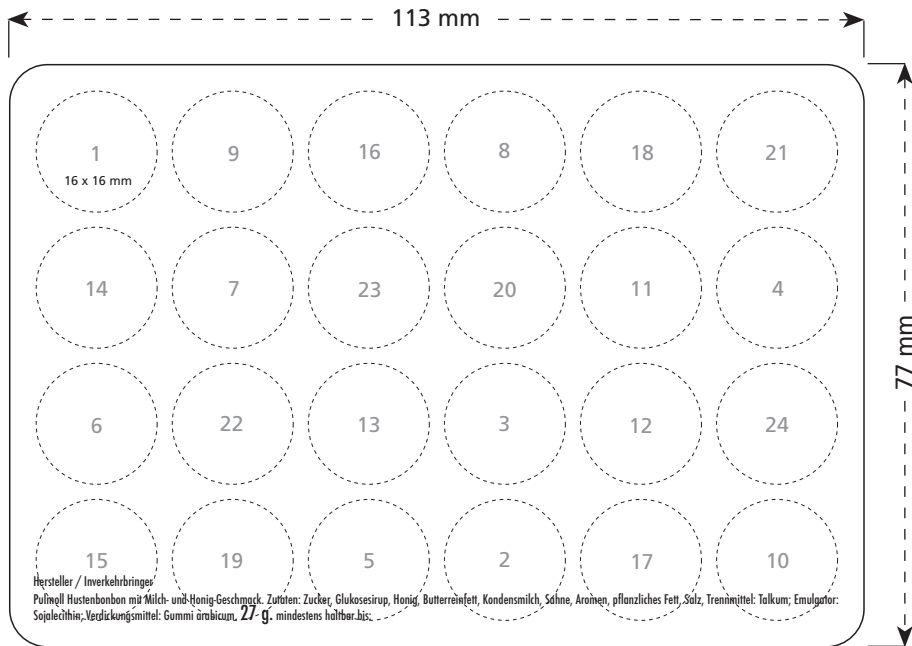 113 mm
1 9 16 8 18 21
16 x 16 mm
14 7 23 20 11 4
77 mm
6 22 13 3 12 24
15 19 5 2 17 10
Hersteller / Inverkehrbringer
Pulmoll Hustenbonbon mit Milch- und Honig-Geschmack. Zutaten: Zucker, Glukosesirup, Honig, Butterreinfett, Kondensmilch, Sahne, Aromen, pflanzliches Fett, Salz, Trennmittel: Talkum; Emulgator:
Sojalecithin; Verdickungsmittel: Gummi arabicum. 27 g. mindestens haltbar bis: